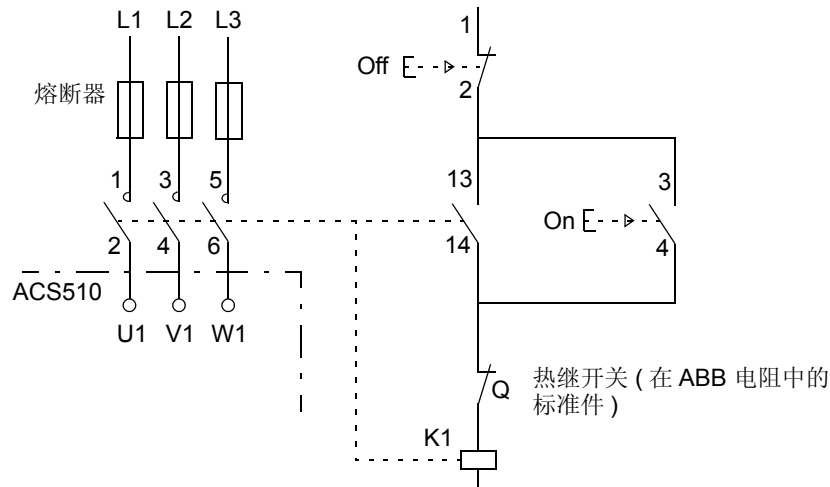 L1 L2 L3
1
Off
2
熔断器
1 3 5
13
3
On
2 4 6
14
4
ACS510
U1 V1 W1
Q
热继开关 ( 在 ABB 电阻中的
标准件 )
K1